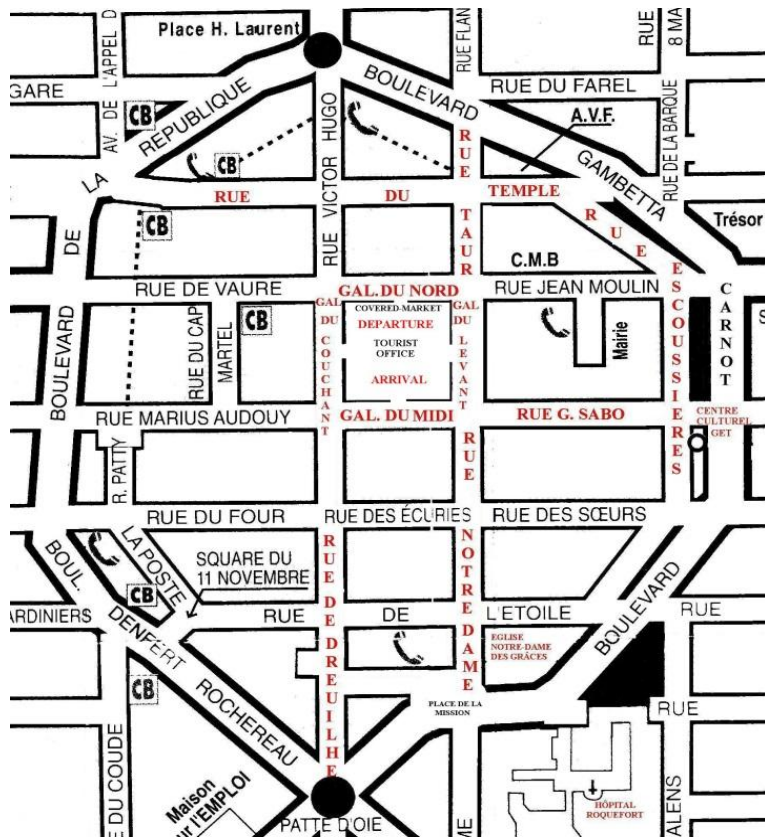 Place H. Laurent
RUE FLAN
RUE
8 MA
AV. DE L'APPEL D
GARE
BOULEVARD GAMBETTA
RUE DU FAREL
CB
A.V.F.
BOULEVARD DE LA REPUBLIQUE
RUE VICTOR HUGO
RUE DU TAUR
RUE DE LA BARQUE
CB
RUE DU TEMPLE
CB
RUE ESCOUSSIERES
Trésor
C.M.B
RUE DE VAURE
GAL. DU NORD
RUE JEAN MOULIN
CARNOT
RUE DU CAP
MARTEL
CB
GAL DU COUCHANT
COVERED-MARKET
DEPARTURE
TOURIST
OFFICE
ARRIVAL
GAL DU LEVANT
Mairie
RUE MARIUS AUDOUY
GAL. DU MIDI
RUE G. SABO
CENTRE
CULTUREL
GET
R. PATTY
RUE NOTRE DAME
RUE DU FOUR
RUE DES ÉCURIES
RUE DES SŒURS
LA POSTE
CB
SQUARE DU
11 NOVEMBRE
RUE DE DREUILHE
BOUL. DENFERT ROCHEREAU
ARDINIERS
RUE DE L'ETOILE
BOULEVARD
RUE
EGLISE
NOTRE-DAME
DES GRÂCES
CB
PLACE DE LA
MISSION
RUE
E DU COUDE
Maison
ur l'EMPLOI
PATTE D'OIE
ME
HÔPITAL
ROQUEFORT
ALENS